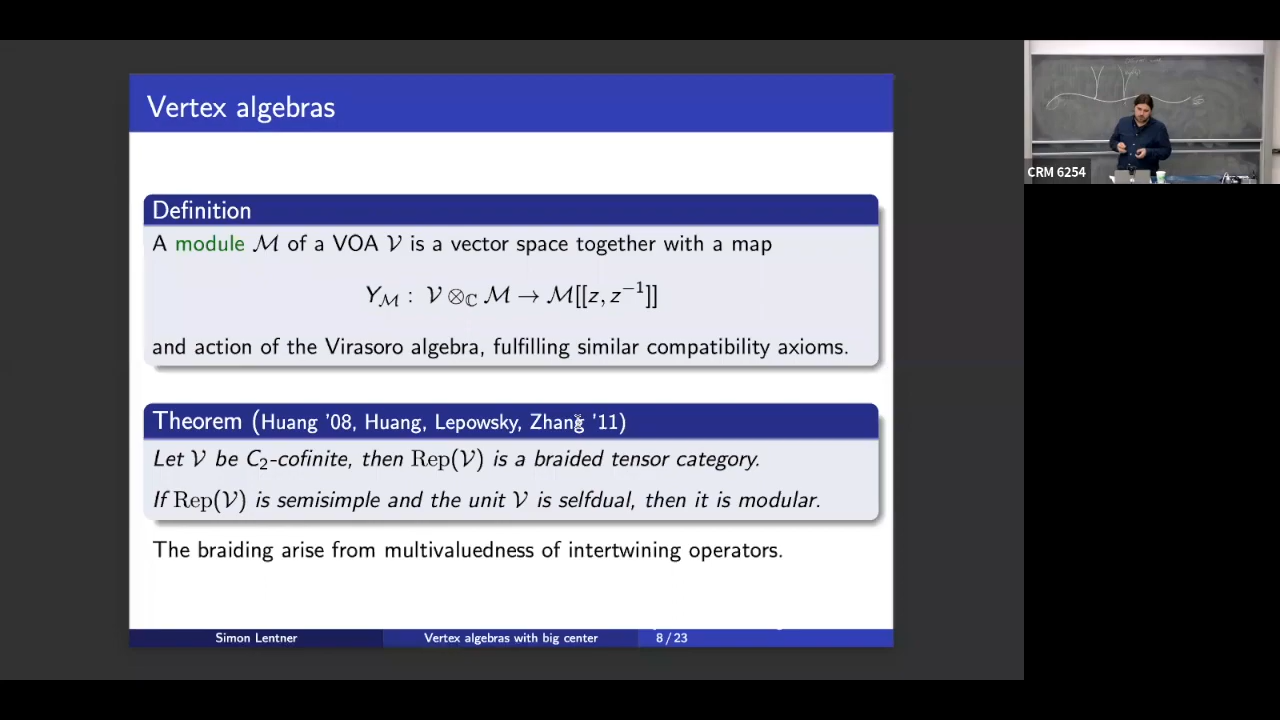 Vertex algebras
Definition
A module M of a VOA V is a vector space together with a map
Y_M : V ⊗_ℂ M → M[[z, z⁻¹]]
and action of the Virasoro algebra, fulfilling similar compatibility axioms.
Theorem (Huang '08, Huang, Lepowsky, Zhang '11)
Let V be C₂-cofinite, then Rep(V) is a braided tensor category.
If Rep(V) is semisimple and the unit V is selfdual, then it is modular.
The braiding arise from multivaluedness of intertwining operators.
Simon Lentner
Vertex algebras with big center
8 / 23
CRM 6254